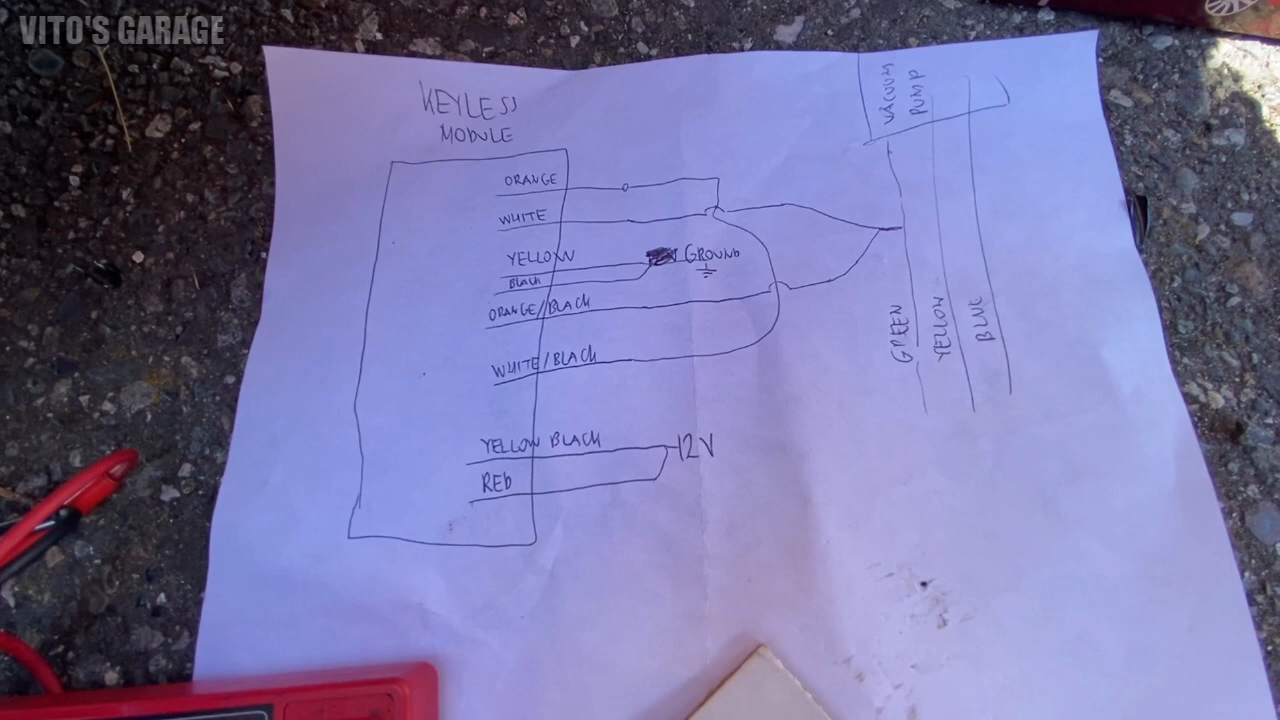 VITO'S GARAGE
KEYLESS
MODULE
ORANGE
WHITE
YELLOW
BLACK
GROUND
ORANGE/BLACK
WHITE/BLACK
YELLOW BLACK
RED
12V
VACUUM
PUMP
GREEN
YELLOW
BLUE